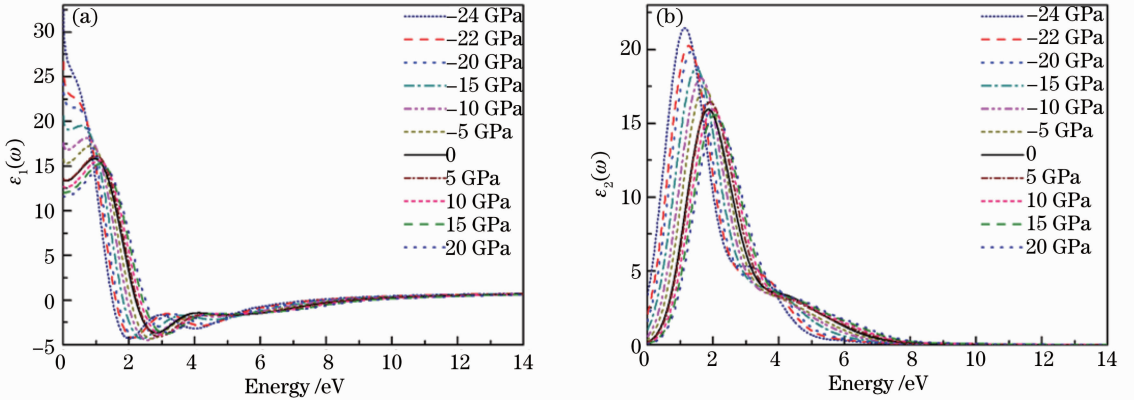 (a)
ε1(ω)
30
25
20
15
10
5
0
−5
0 2 4 6 8 10 12 14
Energy /eV
−24 GPa
−22 GPa
−20 GPa
−15 GPa
−10 GPa
−5 GPa
0
5 GPa
10 GPa
15 GPa
20 GPa
(b)
ε2(ω)
20
15
10
5
0
0 2 4 6 8 10 12 14
Energy /eV
−24 GPa
−22 GPa
−20 GPa
−15 GPa
−10 GPa
−5 GPa
0
5 GPa
10 GPa
15 GPa
20 GPa